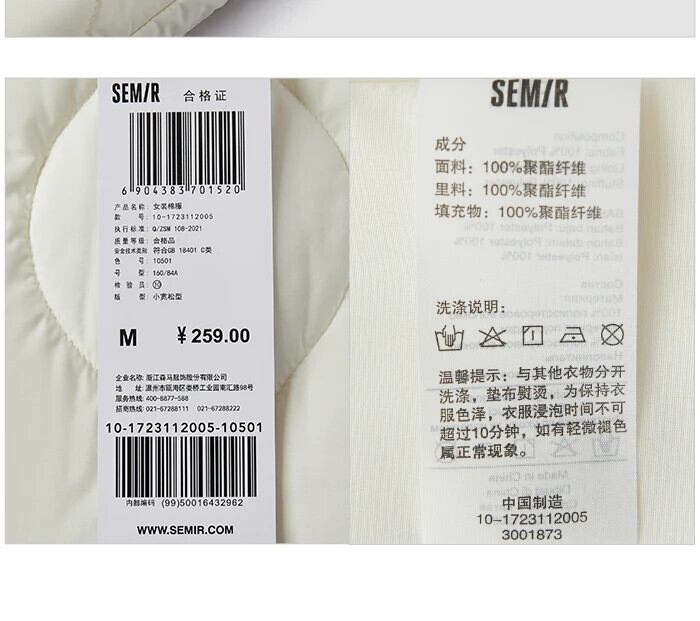 SEMIR 合格证
6 904383 701520
产品名称: 女装棉服
款 号: 10-1723112005
执行标准: Q/ZSM 108-2021
质量等级: 合格品
安全技术类别: 符合GB 18401 C类
色 号: 10501
号 型: 160/84A
检 验 员: ⑩
版 型: 小宽松型
M ¥259.00
企业名称: 浙江森马服饰股份有限公司
地 址: 温州市瓯海区娄桥工业园南汇路98号
服务热线: 400-8877-588
招商热线: 021-67288111 021-67288222
10-1723112005-10501
内部编码 (99)50016432962
WWW.SEMIR.COM
SEMIR
成分
面料: 100%聚酯纤维
里料: 100%聚酯纤维
填充物: 100%聚酯纤维
洗涤说明:
温馨提示: 与其他衣物分开
洗涤, 垫布熨烫, 为保持衣
服色泽, 衣服浸泡时间不可
超过10分钟, 如有轻微褪色
属正常现象。
中国制造
10-1723112005
3001873